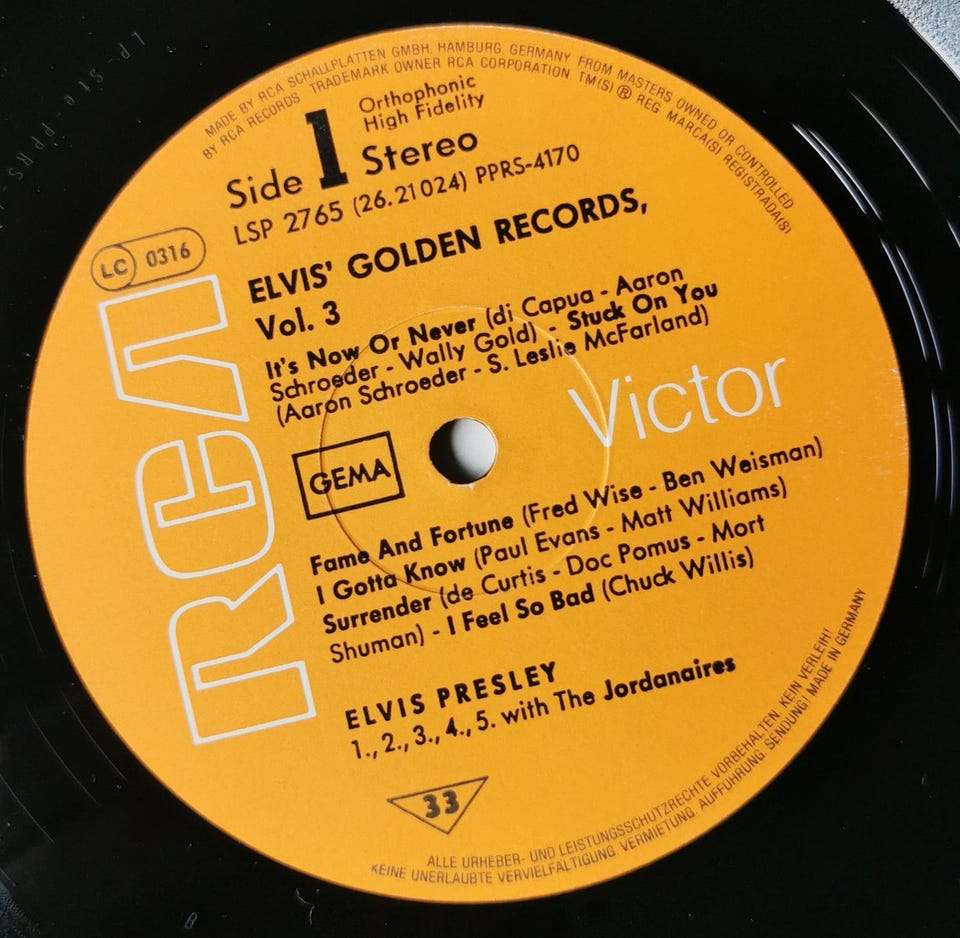 MADE BY RCA SCHALLPLATTEN GMBH, HAMBURG, GERMANY FROM MASTERS OWNED OR CONTROLLED
BY RCA RECORDS TRADEMARK OWNER RCA CORPORATION. TM(S) ® REG MARCA(S) REGISTRADA(S)
Side 1
Orthophonic
High Fidelity
Stereo
LSP 2765 (26.21024) PPRS-4170
LC 0316
ELVIS' GOLDEN RECORDS,
Vol. 3
It's Now Or Never (di Capua - Aaron
Schroeder - Wally Gold) - Stuck On You
(Aaron Schroeder - S. Leslie McFarland)
RCA
Victor
GEMA
Fame And Fortune (Fred Wise - Ben Weisman)
I Gotta Know (Paul Evans - Matt Williams)
Surrender (de Curtis - Doc Pomus - Mort
Shuman) - I Feel So Bad (Chuck Willis)
ELVIS PRESLEY
1., 2., 3., 4., 5. with The Jordanaires
33
ALLE URHEBER- UND LEISTUNGSSCHUTZRECHTE VORBEHALTEN. KEIN VERLEIH!
KEINE UNERLAUBTE VERVIELFÄLTIGUNG, VERMIETUNG, AUFFÜHRUNG, SENDUNG! MADE IN GERMANY